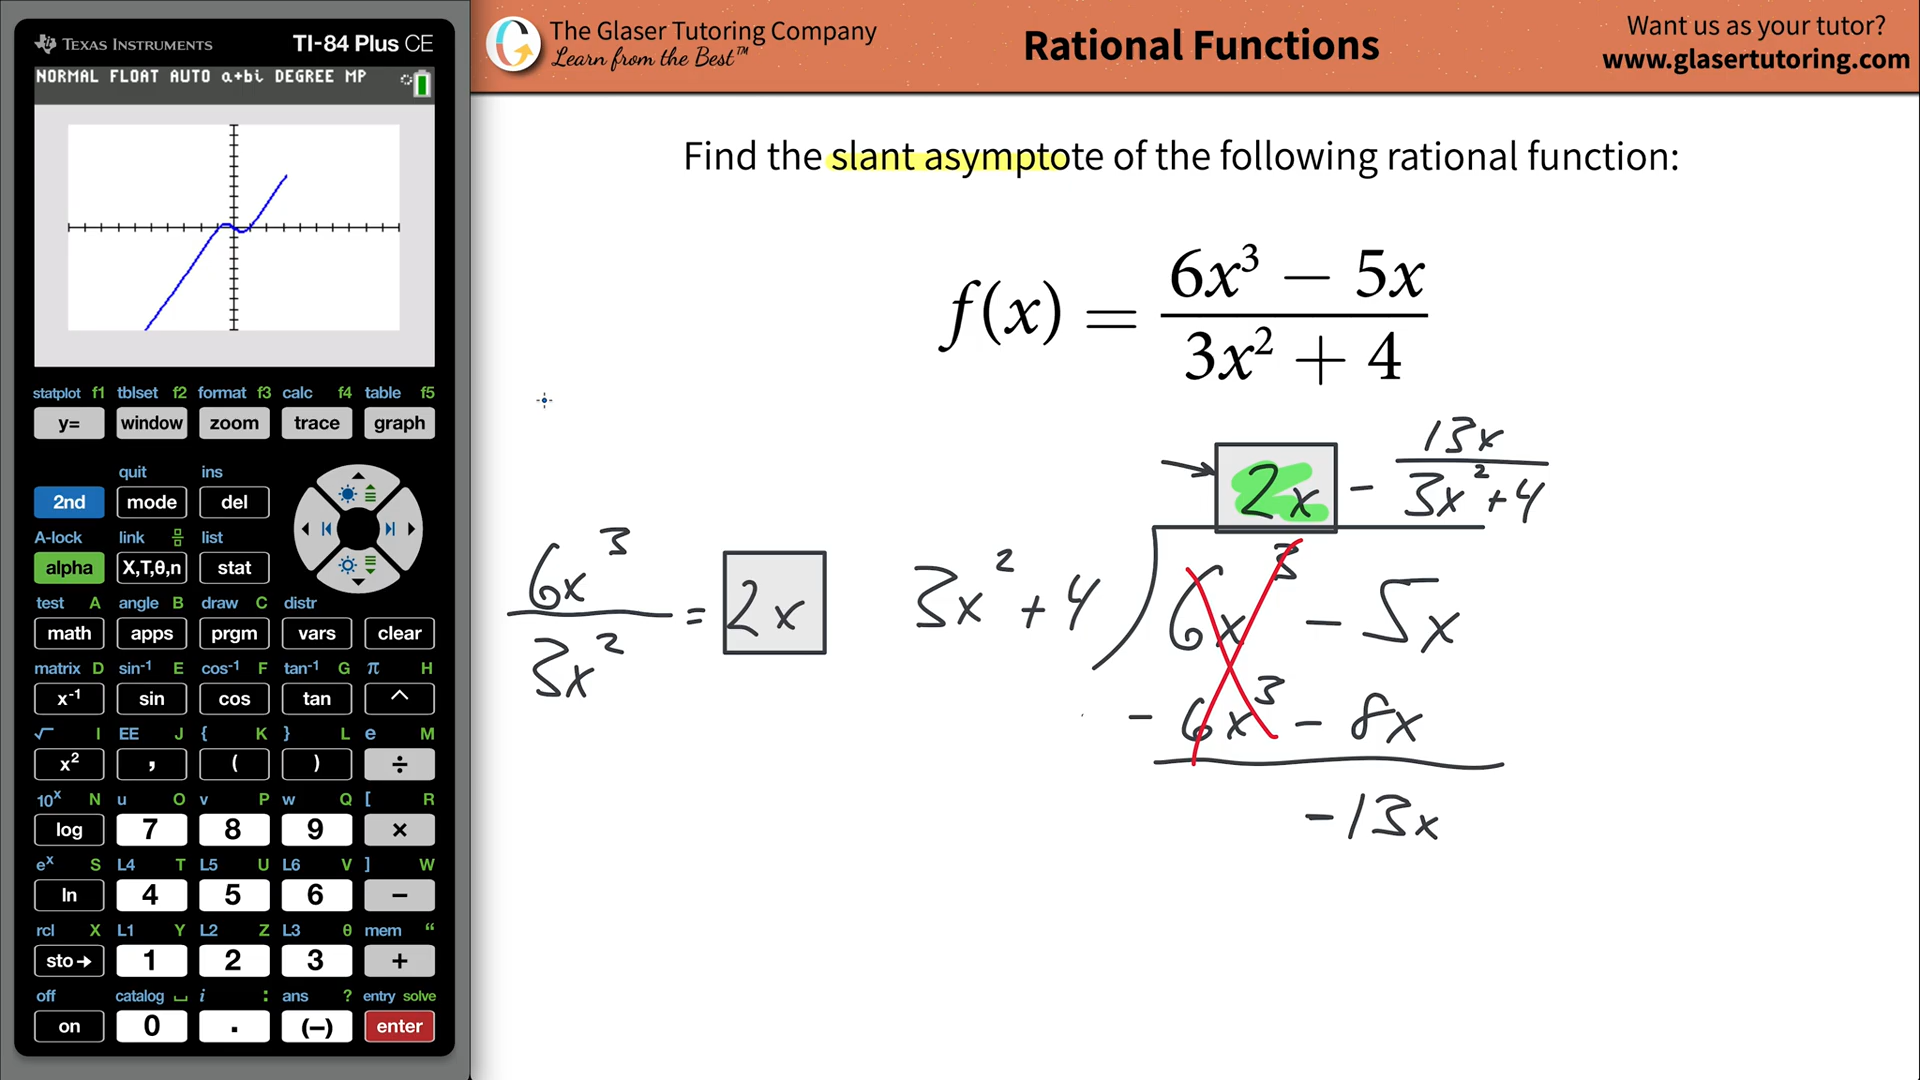 TEXAS INSTRUMENTS TI-84 Plus CE
NORMAL FLOAT AUTO a+bi DEGREE MP
statplot f1 tblset f2 format f3 calc f4 table f5
y= window zoom trace graph
quit ins
2nd mode del
A-lock link list
alpha X,T,θ,n stat
test A angle B draw C distr
math apps prgm vars clear
matrix D sin⁻¹ E cos⁻¹ F tan⁻¹ G π H
x⁻¹ sin cos tan ^
√ I EE J { K } L e M
x² , ( ) ÷
10ˣ N u O v P w Q [ R
log 7 8 9 ×
eˣ S L4 T L5 U L6 V ] W
ln 4 5 6 −
rcl X L1 Y L2 Z L3 θ mem "
sto→ 1 2 3 +
off catalog ⎵ i : ans ? entry solve
on 0 . (−) enter
The Glaser Tutoring Company
Learn from the Best™
Rational Functions
Want us as your tutor?
www.glasertutoring.com
Find the slant asymptote of the following rational function:
f(x) = (6x³ − 5x)/(3x² + 4)
2x - 13x/(3x²+4)
6x³/3x² = 2x
3x² + 4 6x³ - 5x
- 6x³ - 8x
-13x